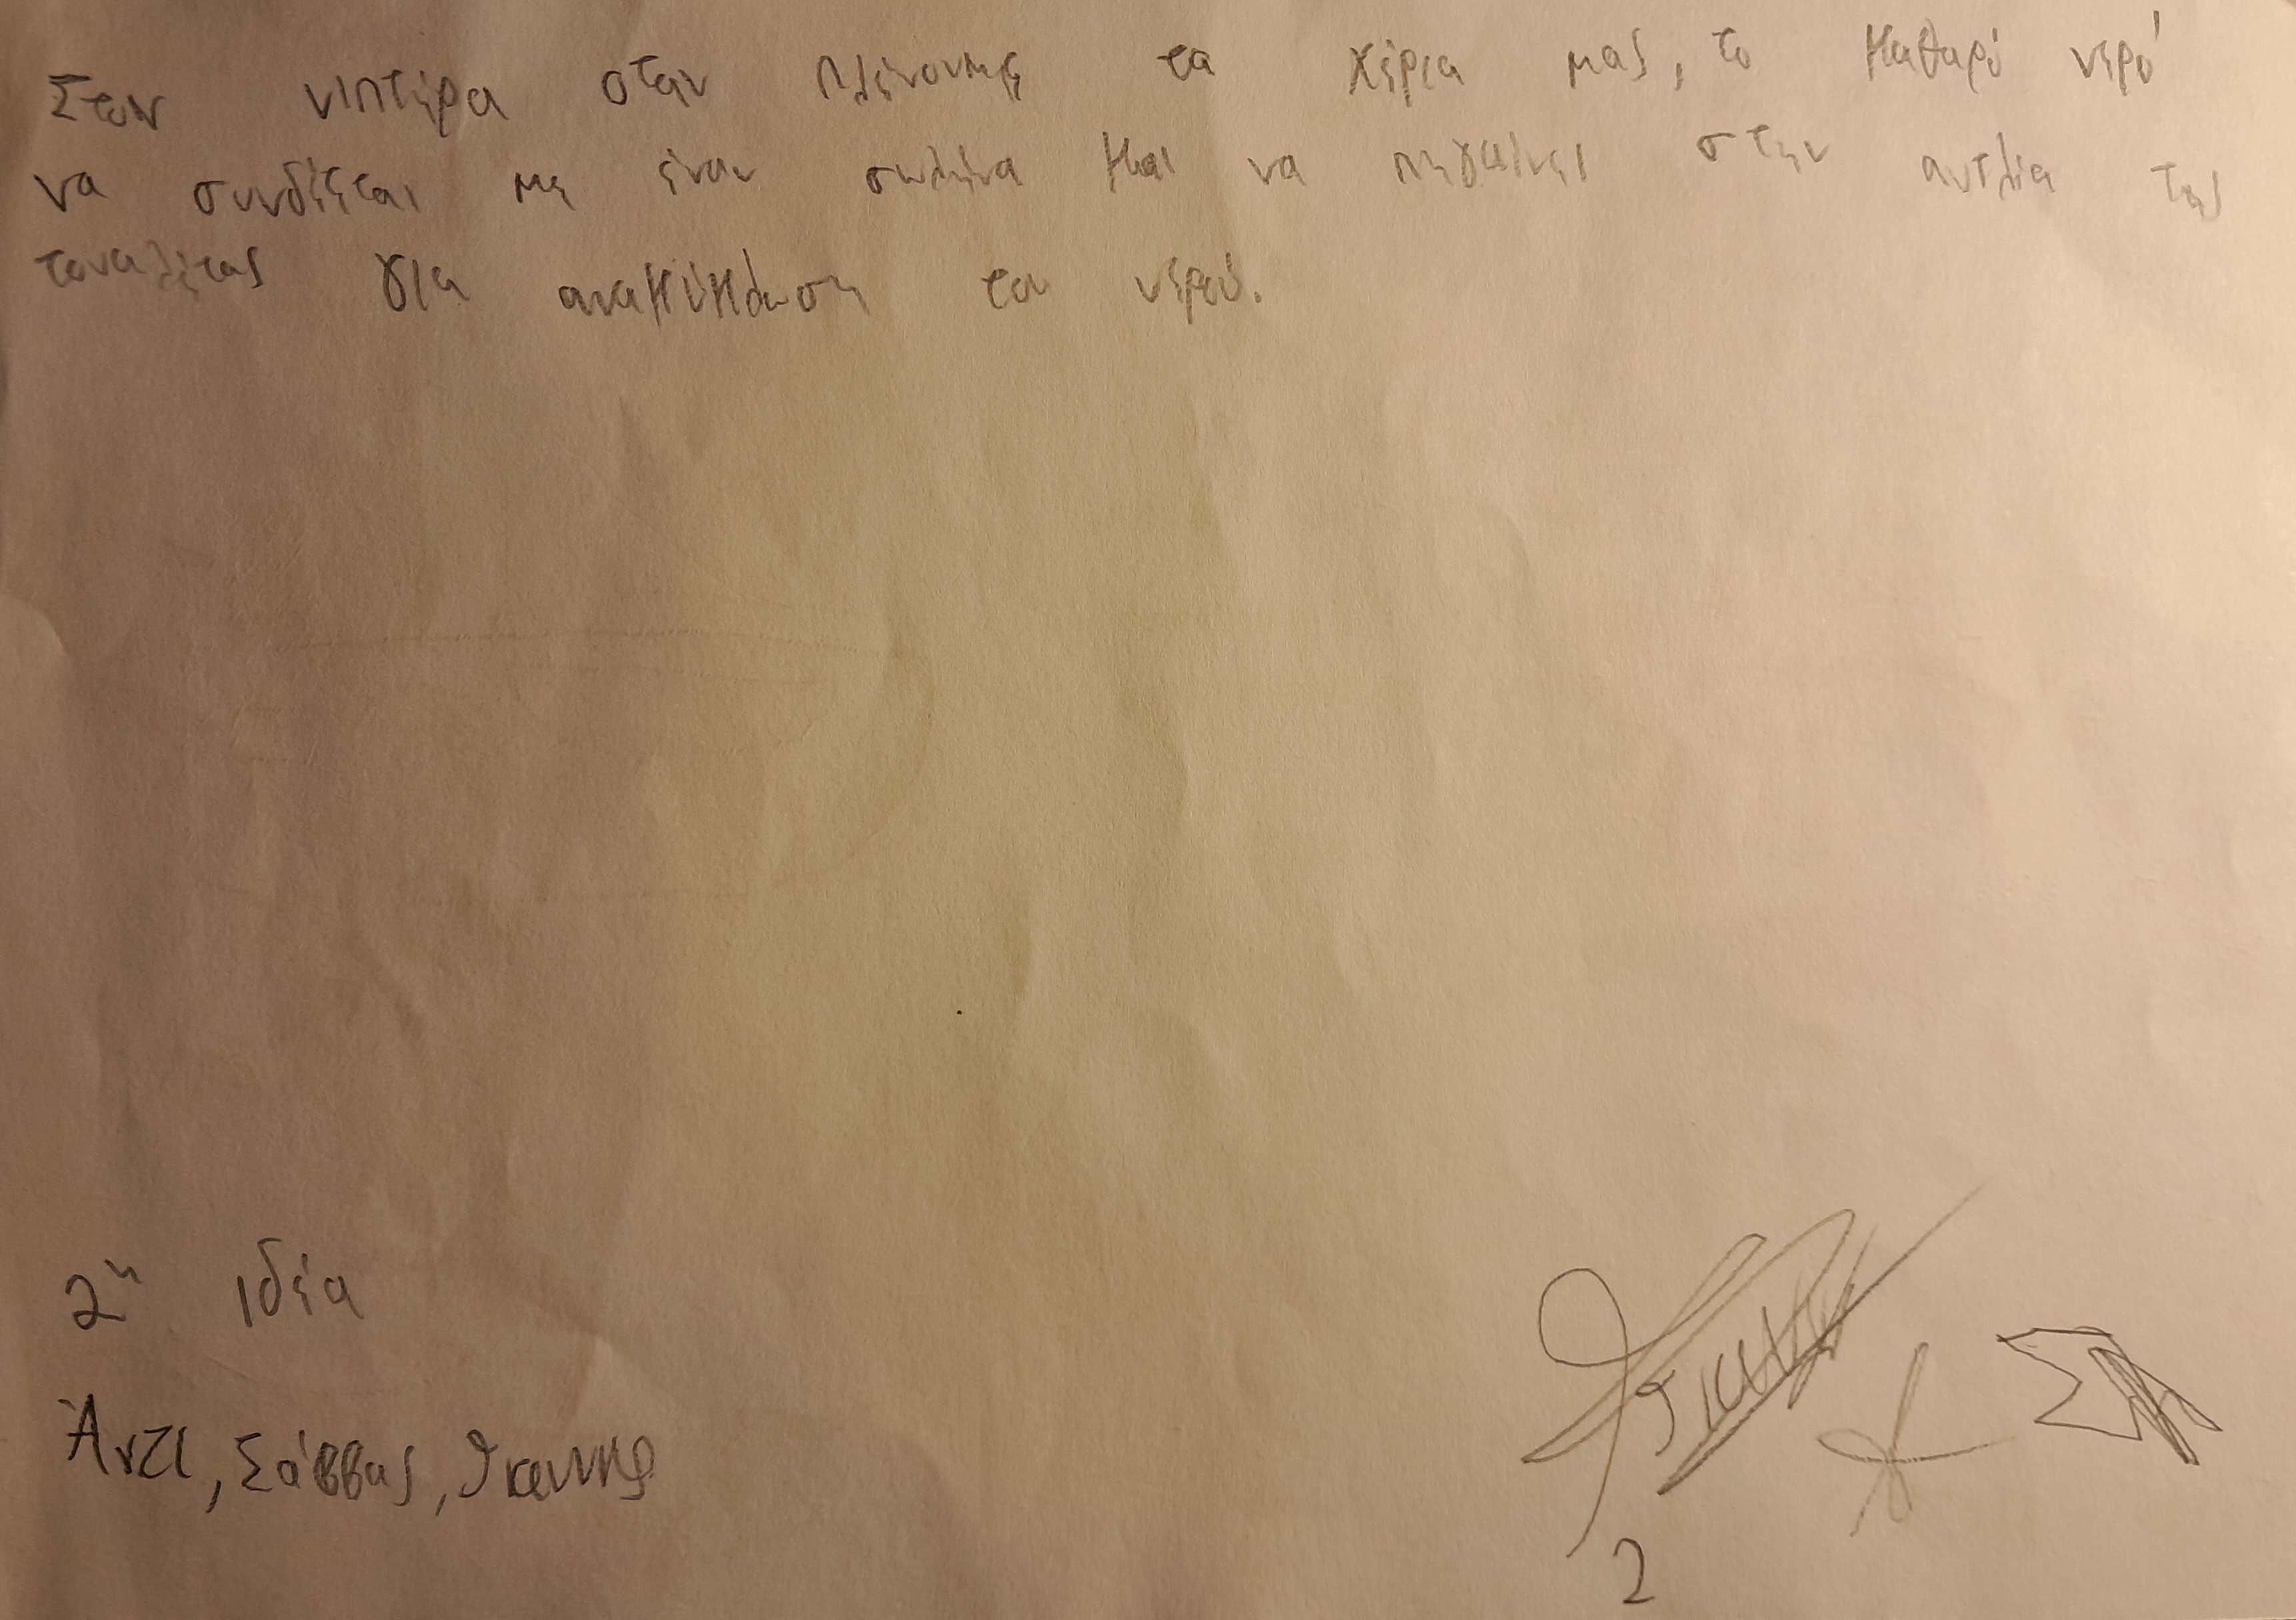 Στον νιπτήρα όταν πλένουμε τα χέρια μας, το καθαρό νερό
να συνδέεται με έναν σωλήνα και να πηγαίνει στην αντλία της
τουαλέτας για ανακύκλωση του νερού.
2η ιδέα
Άντι, Σάββας, Γιάννης
2